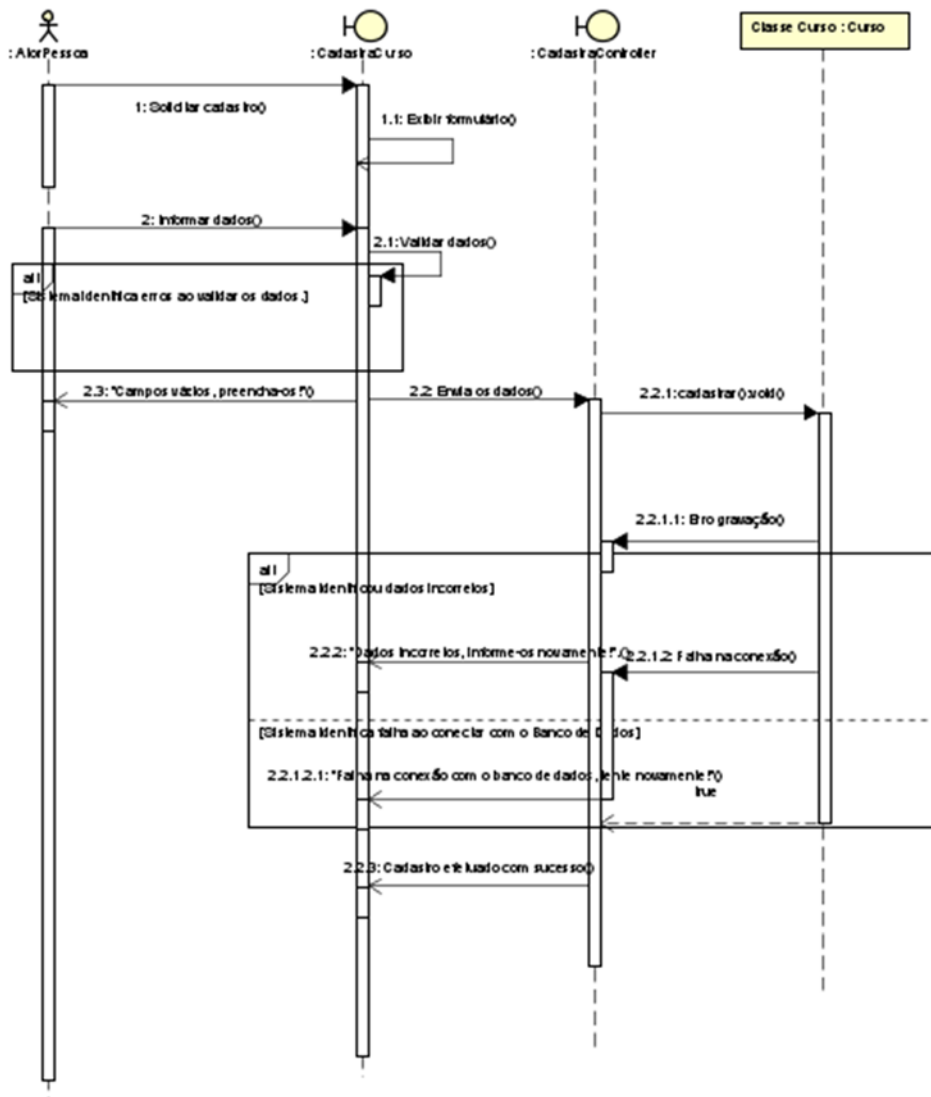 : AtorPessoa
: CadastraCurso
: CadastraController
Classe Curso : Curso
1: Solicitar cadastro()
1.1: Exibir formulário()
2: Informar dados()
2.1: Validar dados()
alt
[Sistema identifica erros ao validar os dados.]
2.3: "Campos vázios, preencha-os!"()
2.2: Envia os dados()
2.2.1: cadastrar():void()
2.2.1.1: Erro gravação()
alt
[Sistema identificou dados incorretos]
2.2.2: "Dados incorretos, informe-os novamente!".()
2.2.1.2: Falha na conexão()
[Sistema identifica falha ao conectar com o Banco de Dados]
2.2.1.2.1: "Falha na conexão com o banco de dados, tente novamente!"()
true
2.2.3: Cadastro efetuado com sucesso()